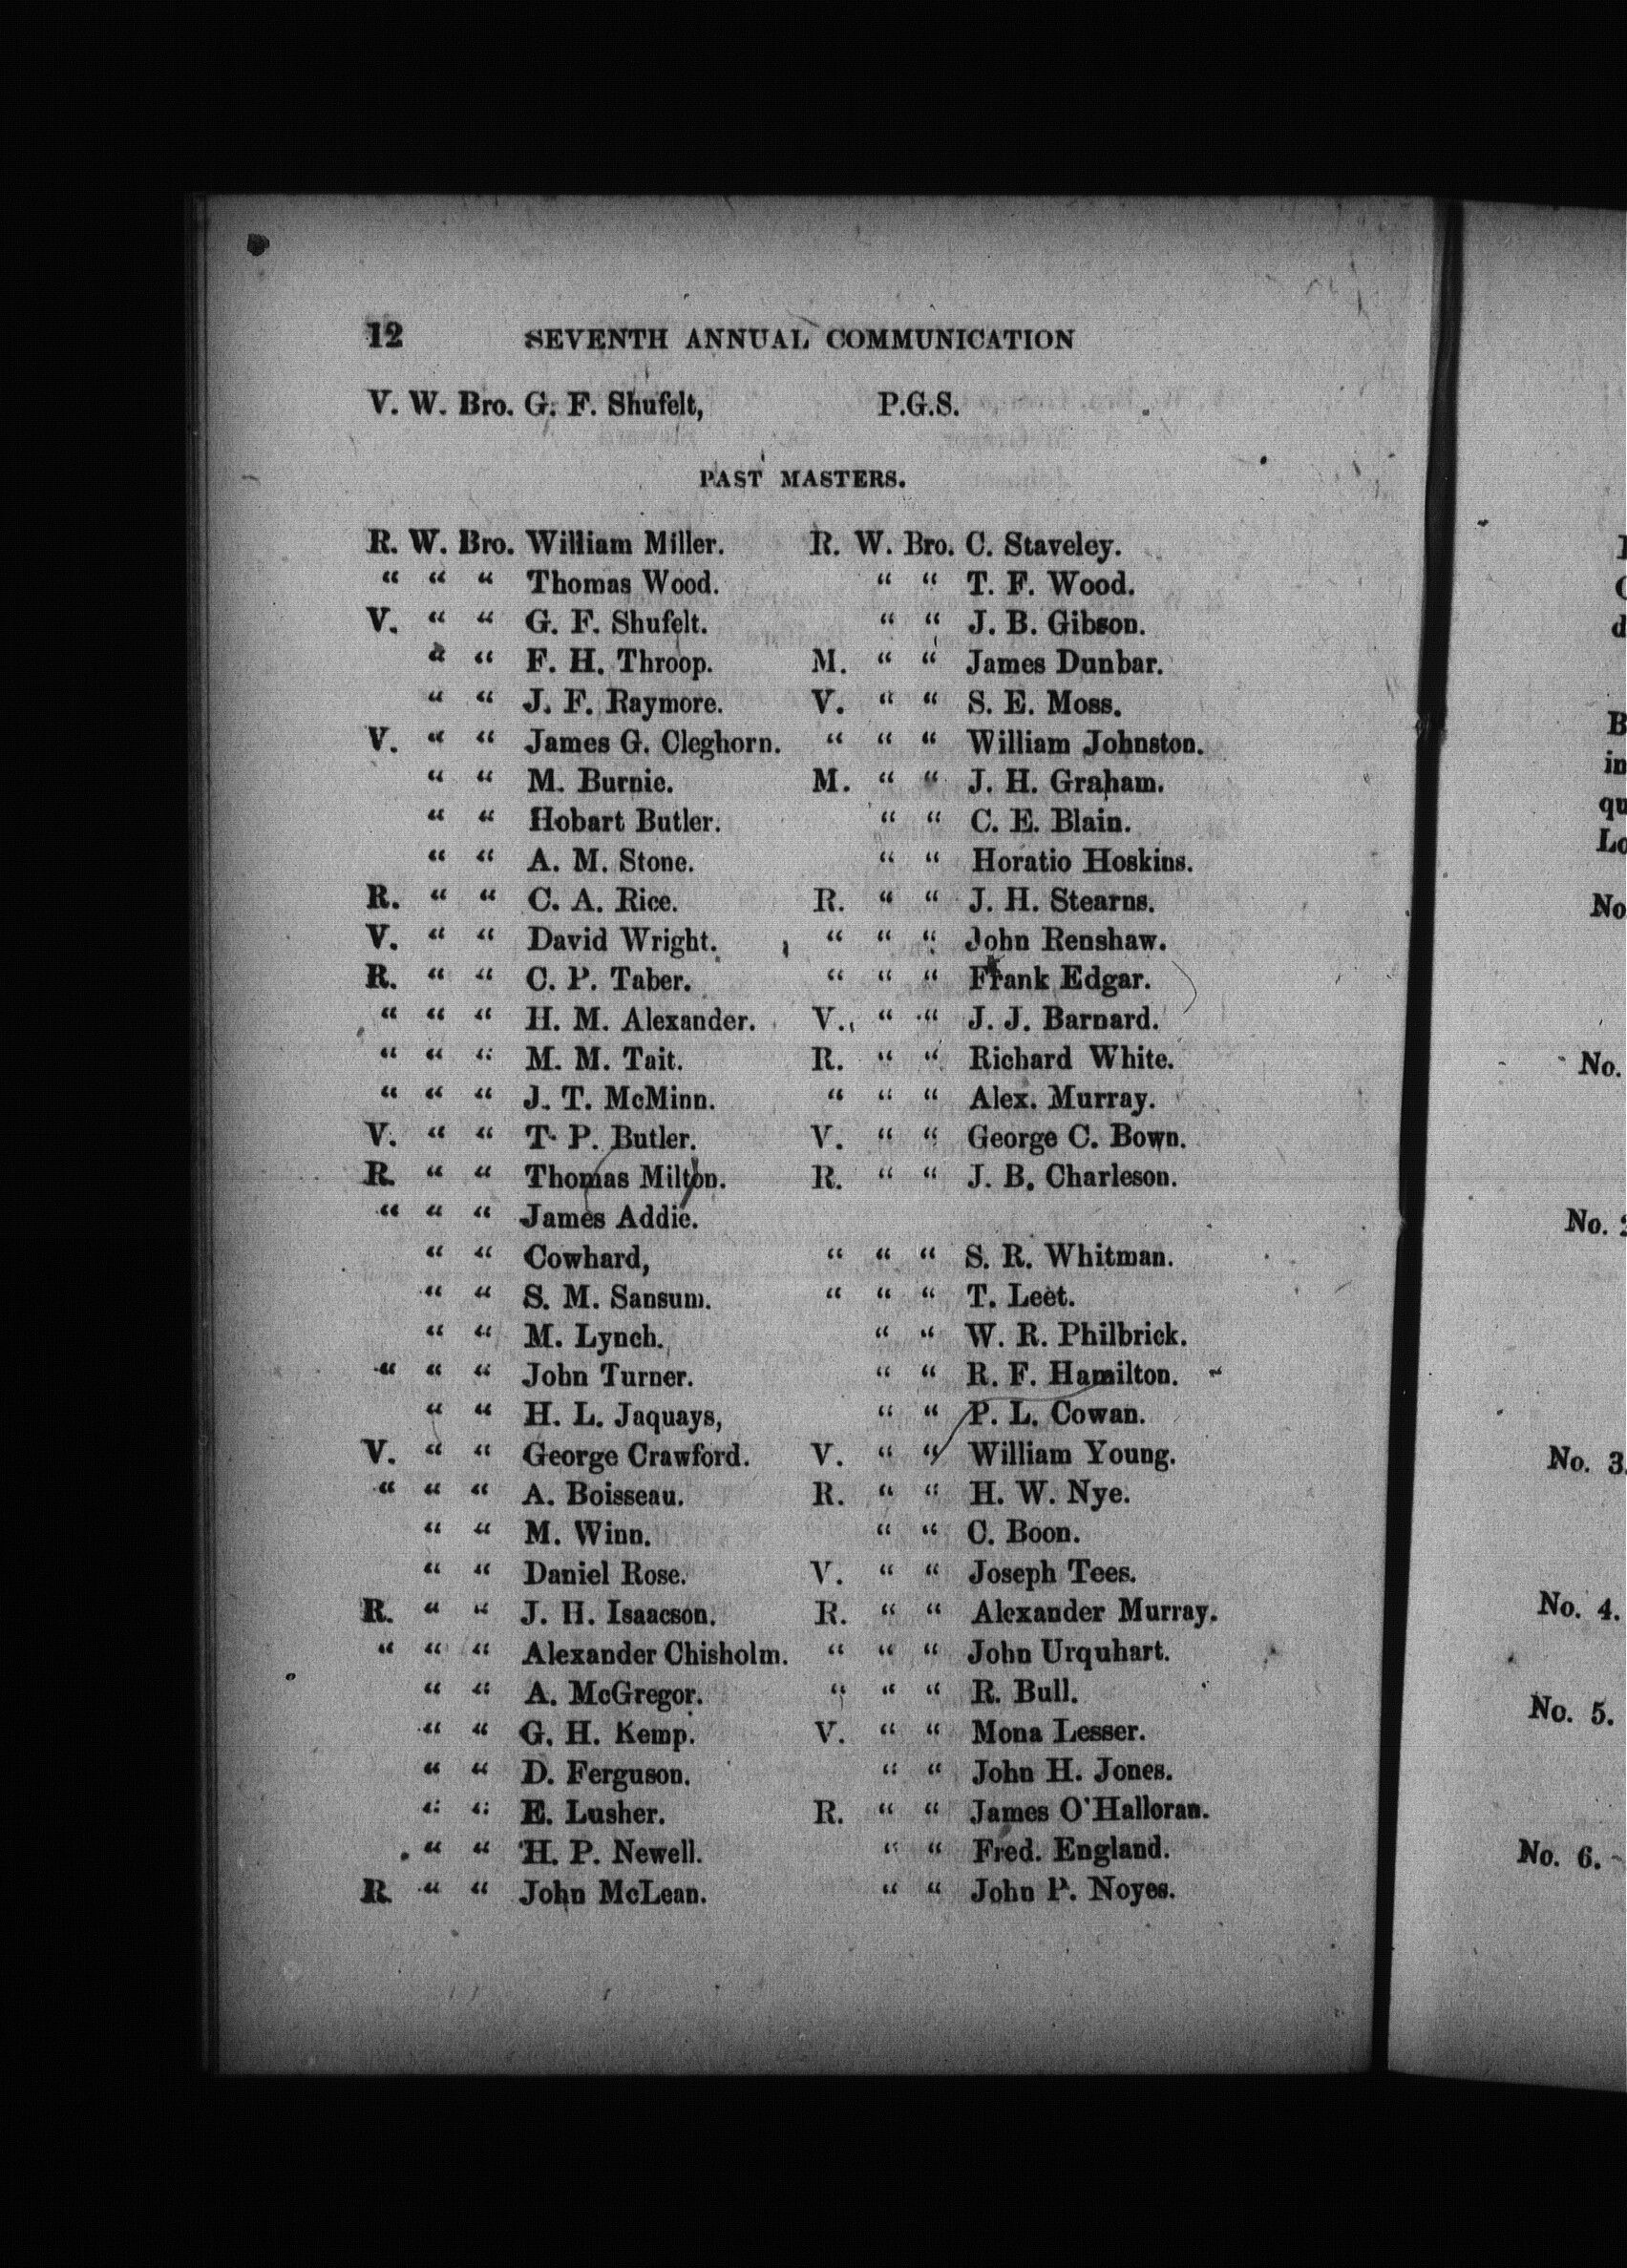 12 SEVENTH ANNUAL COMMUNICATION
V. W. Bro. G. F. Shufelt, P.G.S.
PAST MASTERS.
R. W. Bro. William Miller. R. W. Bro. C. Staveley.
“ “ “ Thomas Wood. “ “ T. F. Wood.
V. “ “ G. F. Shufelt. “ “ J. B. Gibson.
“ “ F. H. Throop. M. “ “ James Dunbar.
“ “ J. F. Raymore. V. “ “ S. E. Moss.
V. “ “ James G. Cleghorn. “ “ “ William Johnston.
“ “ M. Burnie. M. “ “ J. H. Graham.
“ “ Hobart Butler. “ “ C. E. Blain.
“ “ A. M. Stone. “ “ Horatio Hoskins.
R. “ “ C. A. Rice. R. “ “ J. H. Stearns.
V. “ “ David Wright. “ “ “ John Renshaw.
R. “ “ C. P. Taber. “ “ “ Frank Edgar.
“ “ “ H. M. Alexander. V. “ “ J. J. Barnard.
“ “ “ M. M. Tait. R. “ “ Richard White.
“ “ “ J. T. McMinn. “ “ “ Alex. Murray.
V. “ “ T. P. Butler. V. “ “ George C. Bown.
R. “ “ Thomas Milton. R. “ “ J. B. Charleson.
“ “ “ James Addie.
“ “ Cowhard, “ “ “ S. R. Whitman.
“ “ S. M. Sansum. “ “ “ T. Leet.
“ “ M. Lynch. “ “ W. R. Philbrick.
“ “ “ John Turner. “ “ R. F. Hamilton.
“ “ H. L. Jaquays, “ “ P. L. Cowan.
V. “ “ George Crawford. V. “ “ William Young.
“ “ “ A. Boisseau. R. “ “ H. W. Nye.
“ “ M. Winn. “ “ C. Boon.
“ “ Daniel Rose. V. “ “ Joseph Tees.
R. “ “ J. H. Isaacson. R. “ “ Alexander Murray.
“ “ “ Alexander Chisholm. “ “ “ John Urquhart.
“ “ A. McGregor. “ “ “ R. Bull.
“ “ G. H. Kemp. V. “ “ Mona Lesser.
“ “ D. Ferguson. “ “ John H. Jones.
“ “ E. Lusher. R. “ “ James O'Halloran.
“ “ H. P. Newell. “ “ Fred. England.
R. “ “ John McLean. “ “ John P. Noyes.
in
qu
Lo
No
No.
No.
No. 3.
No. 4.
No. 5.
No. 6.